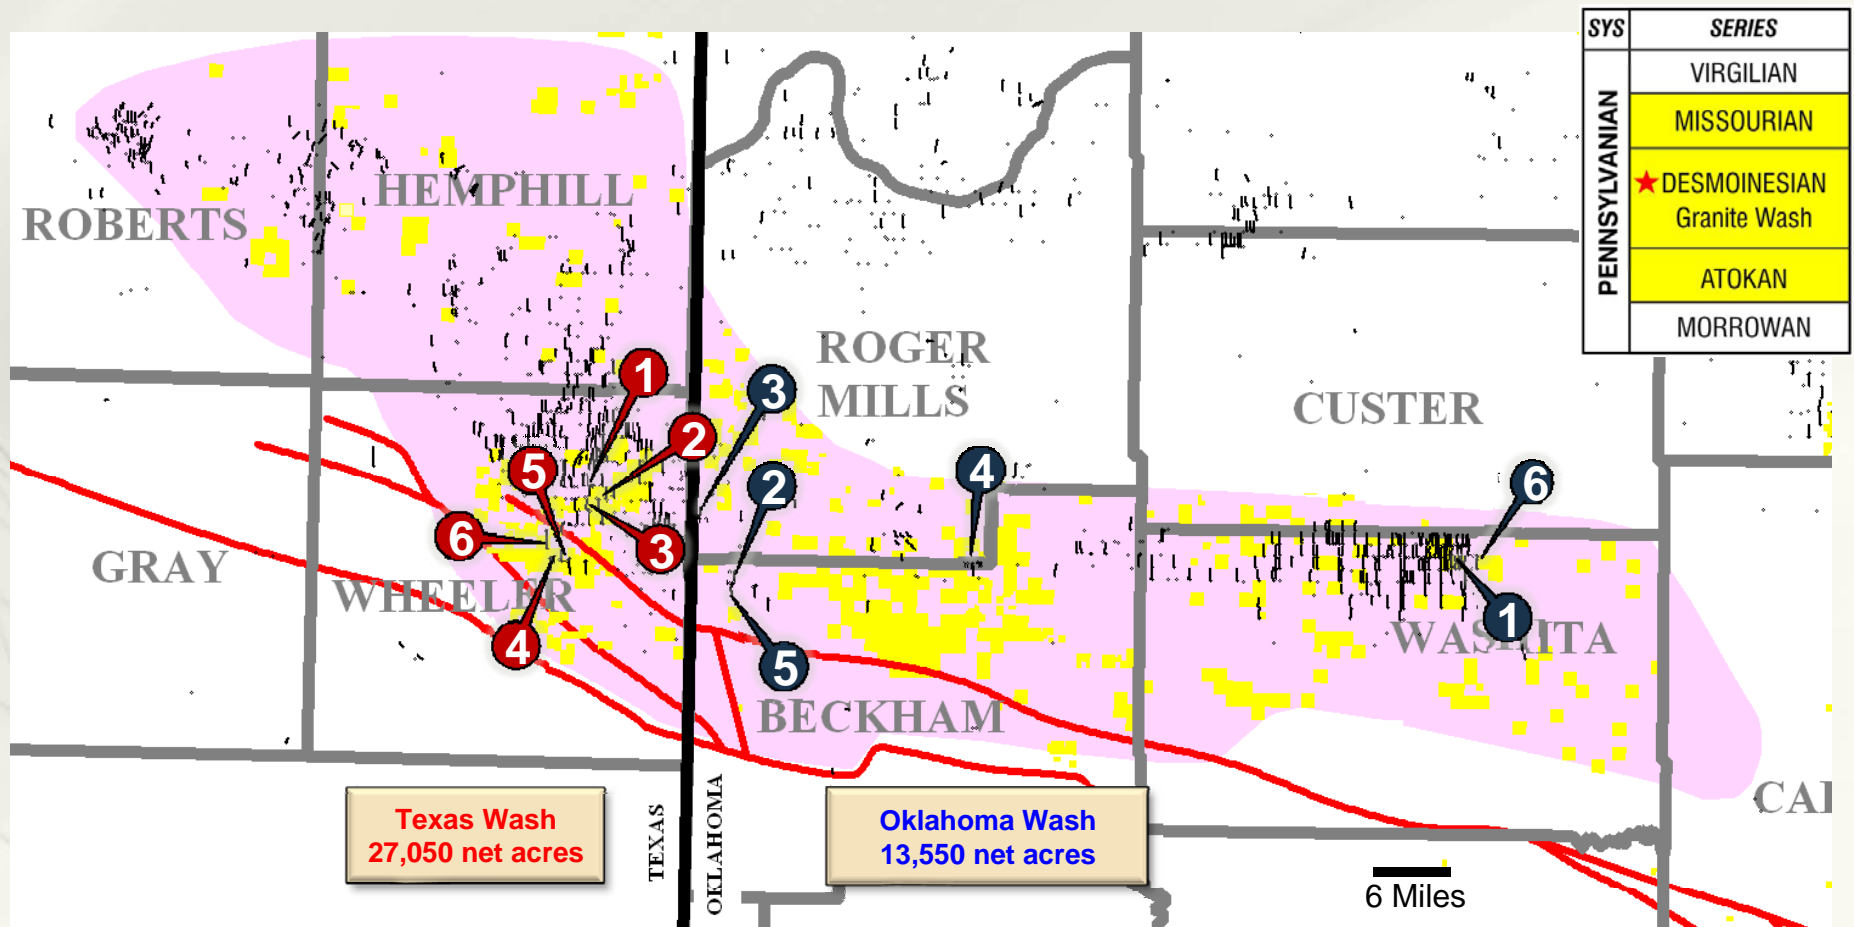 SYS SERIES
PENNSYLVANIAN
VIRGILIAN
MISSOURIAN
★DESMOINESIAN
Granite Wash
ATOKAN
MORROWAN
ROBERTS
HEMPHILL
ROGER
MILLS
CUSTER
GRAY
WHEELER
BECKHAM
WASHITA
CAI
1
2
3
5
6
4
3
2
4
5
6
1
Texas Wash
27,050 net acres
TEXAS
OKLAHOMA
Oklahoma Wash
13,550 net acres
6 Miles